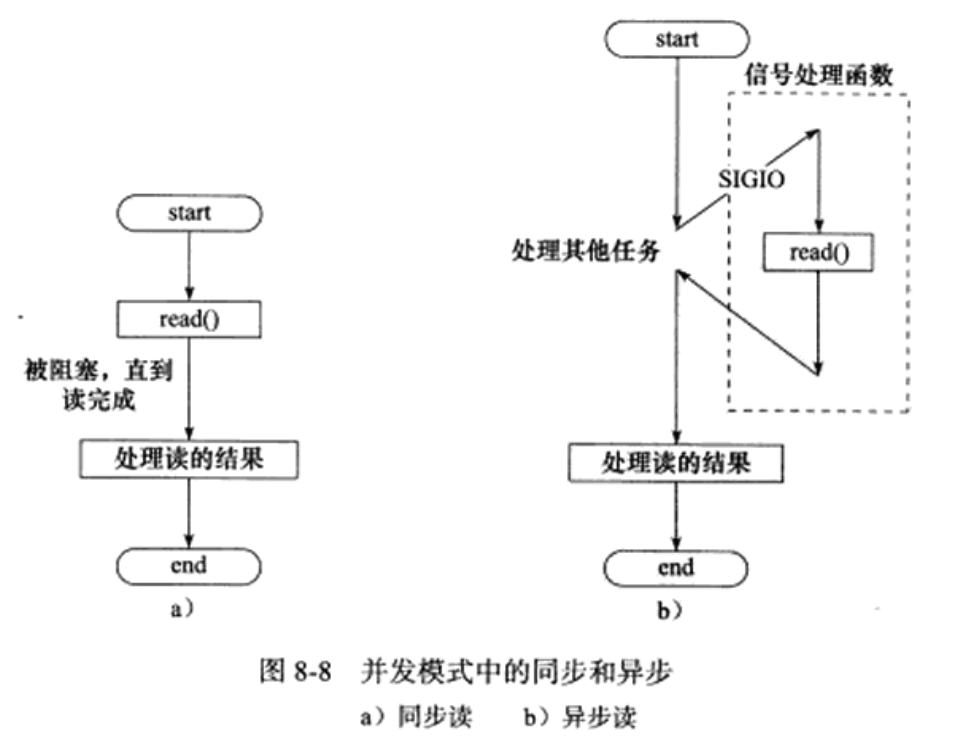 start
read()
被阻塞，直到
读完成
处理读的结果
end
a）
start
信号处理函数
SIGIO
处理其他任务
read()
处理读的结果
end
b）
图 8-8 并发模式中的同步和异步
a）同步读 b）异步读